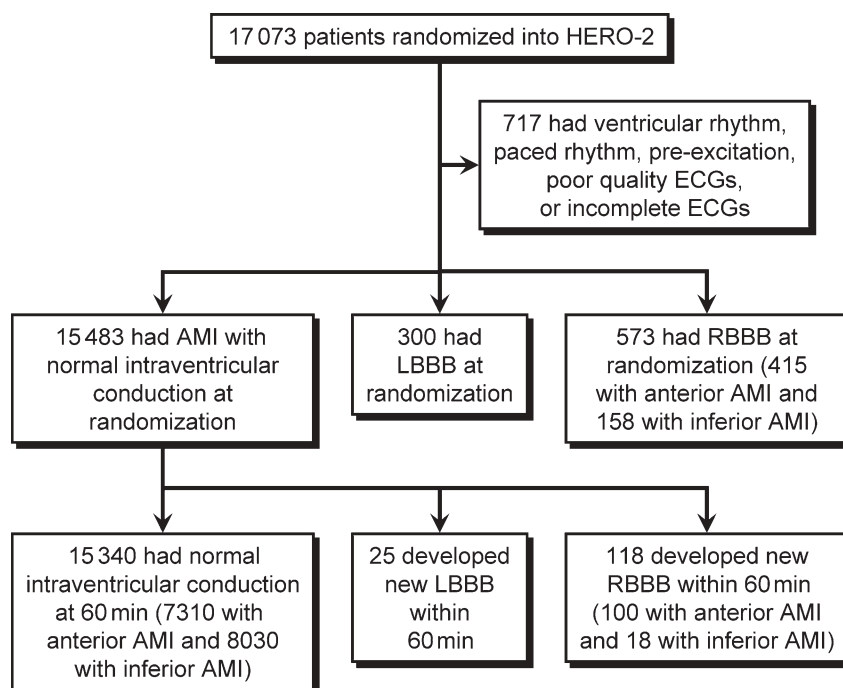 17 073 patients randomized into HERO-2
717 had ventricular rhythm,
paced rhythm, pre-excitation,
poor quality ECGs,
or incomplete ECGs
15 483 had AMI with
normal intraventricular
conduction at
randomization
300 had
LBBB at
randomization
573 had RBBB at
randomization (415
with anterior AMI and
158 with inferior AMI)
15 340 had normal
intraventricular conduction
at 60 min (7310 with
anterior AMI and 8030
with inferior AMI)
25 developed
new LBBB
within
60 min
118 developed new
RBBB within 60 min
(100 with anterior AMI
and 18 with inferior AMI)